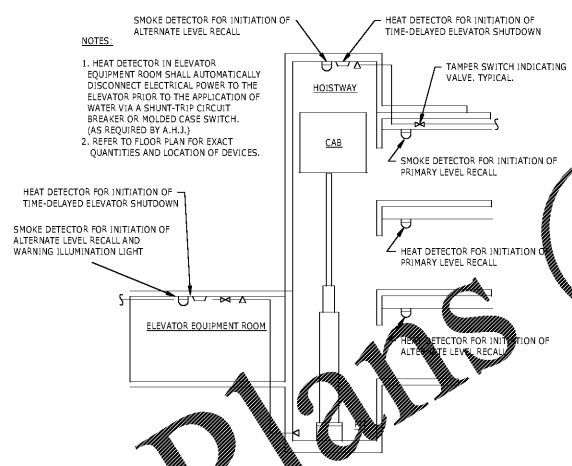 SMOKE DETECTOR FOR INITIATION OF
ALTERNATE LEVEL RECALL
HEAT DETECTOR FOR INITIATION OF
TIME-DELAYED ELEVATOR SHUTDOWN
NOTES:
1. HEAT DETECTOR IN ELEVATOR
EQUIPMENT ROOM SHALL AUTOMATICALLY
DISCONNECT ELECTRICAL POWER TO THE
ELEVATOR PRIOR TO THE APPLICATION OF
WATER VIA A SHUNT-TRIP CIRCUIT
BREAKER OR MOLDED CASE SWITCH.
(AS REQUIRED BY A.H.J.)
2. REFER TO FLOOR PLAN FOR EXACT
QUANTITIES AND LOCATION OF DEVICES.
TAMPER SWITCH INDICATING
VALVE. TYPICAL.
HOISTWAY
CAB
SMOKE DETECTOR FOR INITIATION OF
PRIMARY LEVEL RECALL
HEAT DETECTOR FOR INITIATION OF
TIME-DELAYED ELEVATOR SHUTDOWN
SMOKE DETECTOR FOR INITIATION OF
ALTERNATE LEVEL RECALL AND
WARNING ILLUMINATION LIGHT
HEAT DETECTOR FOR INITIATION OF
PRIMARY LEVEL RECALL
ELEVATOR EQUIPMENT ROOM
HEAT DETECTOR FOR INITIATION OF
ALTERNATE LEVEL RECALL
Plans